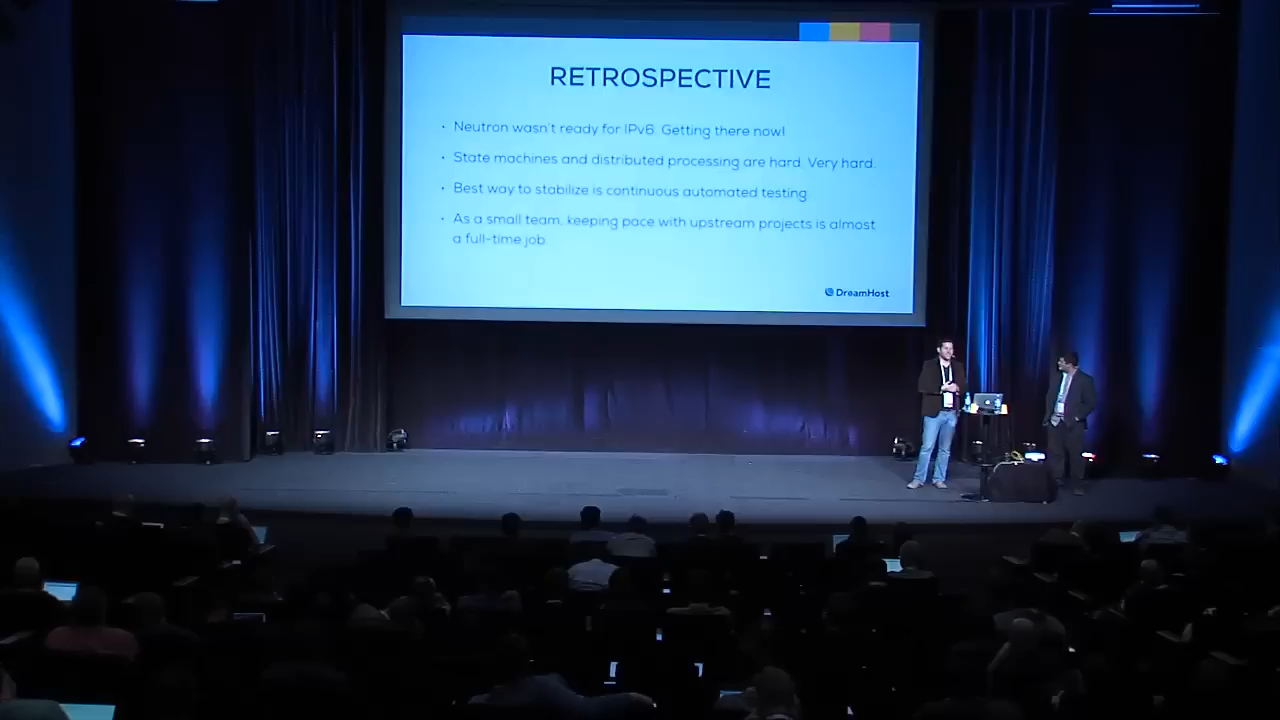 RETROSPECTIVE
· Neutron wasn't ready for IPv6. Getting there now!
· State machines and distributed processing are hard. Very hard.
· Best way to stabilize is continuous automated testing.
· As a small team, keeping pace with upstream projects is almost
a full-time job.
DreamHost